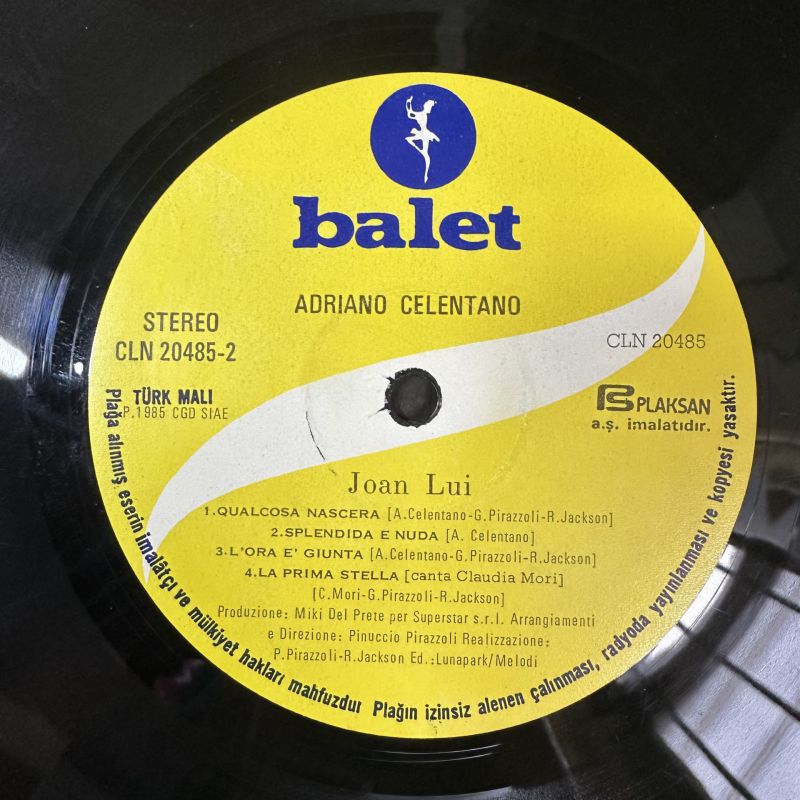 balet
ADRIANO CELENTANO
STEREO
CLN 20485-2
CLN 20485
TÜRK MALI
P.1985 CGD SIAE
PLAKSAN
a.ş. imalatıdır.
Joan Lui
1.QUALCOSA NASCERA [A.Celentano-G.Pirazzoli-R.Jackson]
2.SPLENDIDA E NUDA [A. Celentano]
3.L'ORA E' GIUNTA [A.Celentano-G.Pirazzoli-R.Jackson]
4.LA PRIMA STELLA [canta Claudia Mori]
[C.Mori-G.Pirazzoli-R.Jackson]
Produzione: Miki Del Prete per Superstar s.r.l. Arrangiamenti
e Direzione: Pinuccio Pirazzoli Realizzazione:
P.Pirazzoli-R.Jackson Ed.:Lunapark/Melodi
Plağa alınmış eserin imalâtçı ve mülkiyet hakları mahfuzdur Plağın izinsiz alenen çalınması, radyoda yayınlanması ve kopyesi yasaktır.